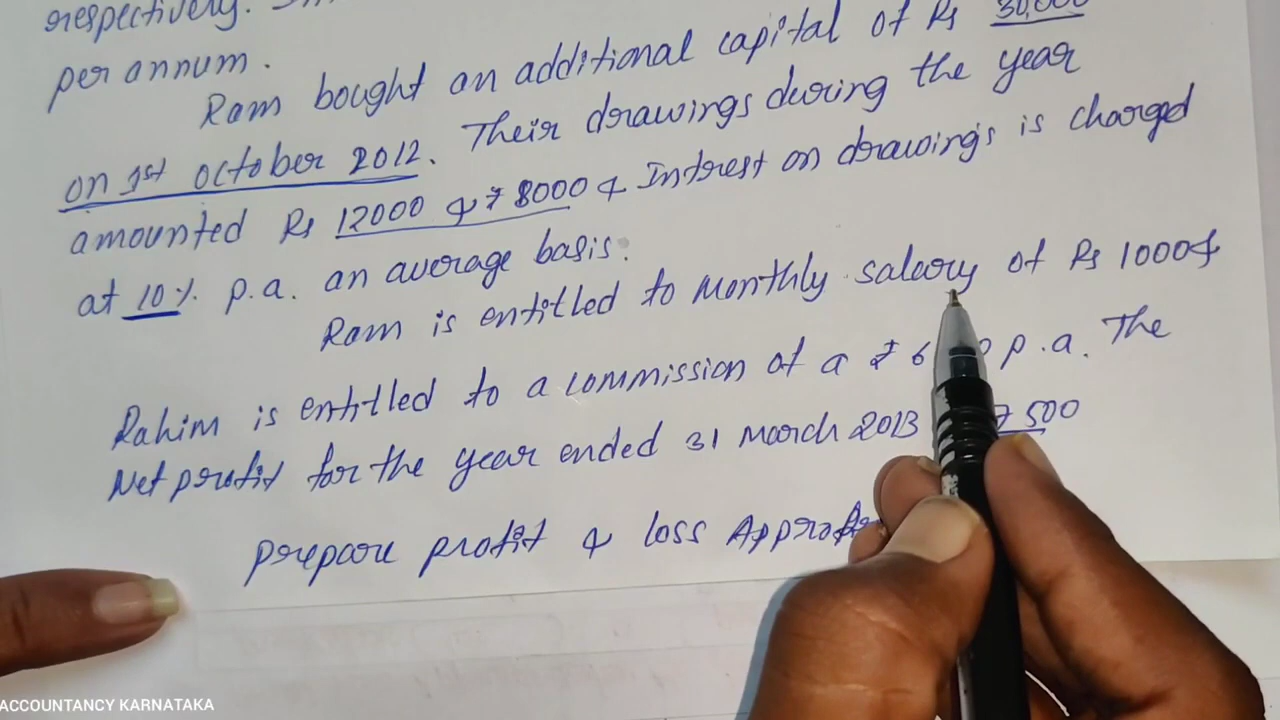 respectively.
per annum.
Ram bought an additional capital of Rs 30,000
on 1st october 2012. Their drawings during the year
amounted Rs 12000 & ₹ 8000 & Interest on drawings is charged
at 10% p.a. an average basis.
Ram is entitled to monthly salary of Rs 1000 &
Rahim is entitled to a commission of a ₹ p.a. The
Net profit for the year ended 31 March 2013 500
prepare profit & loss
ACCOUNTANCY KARNATAKA